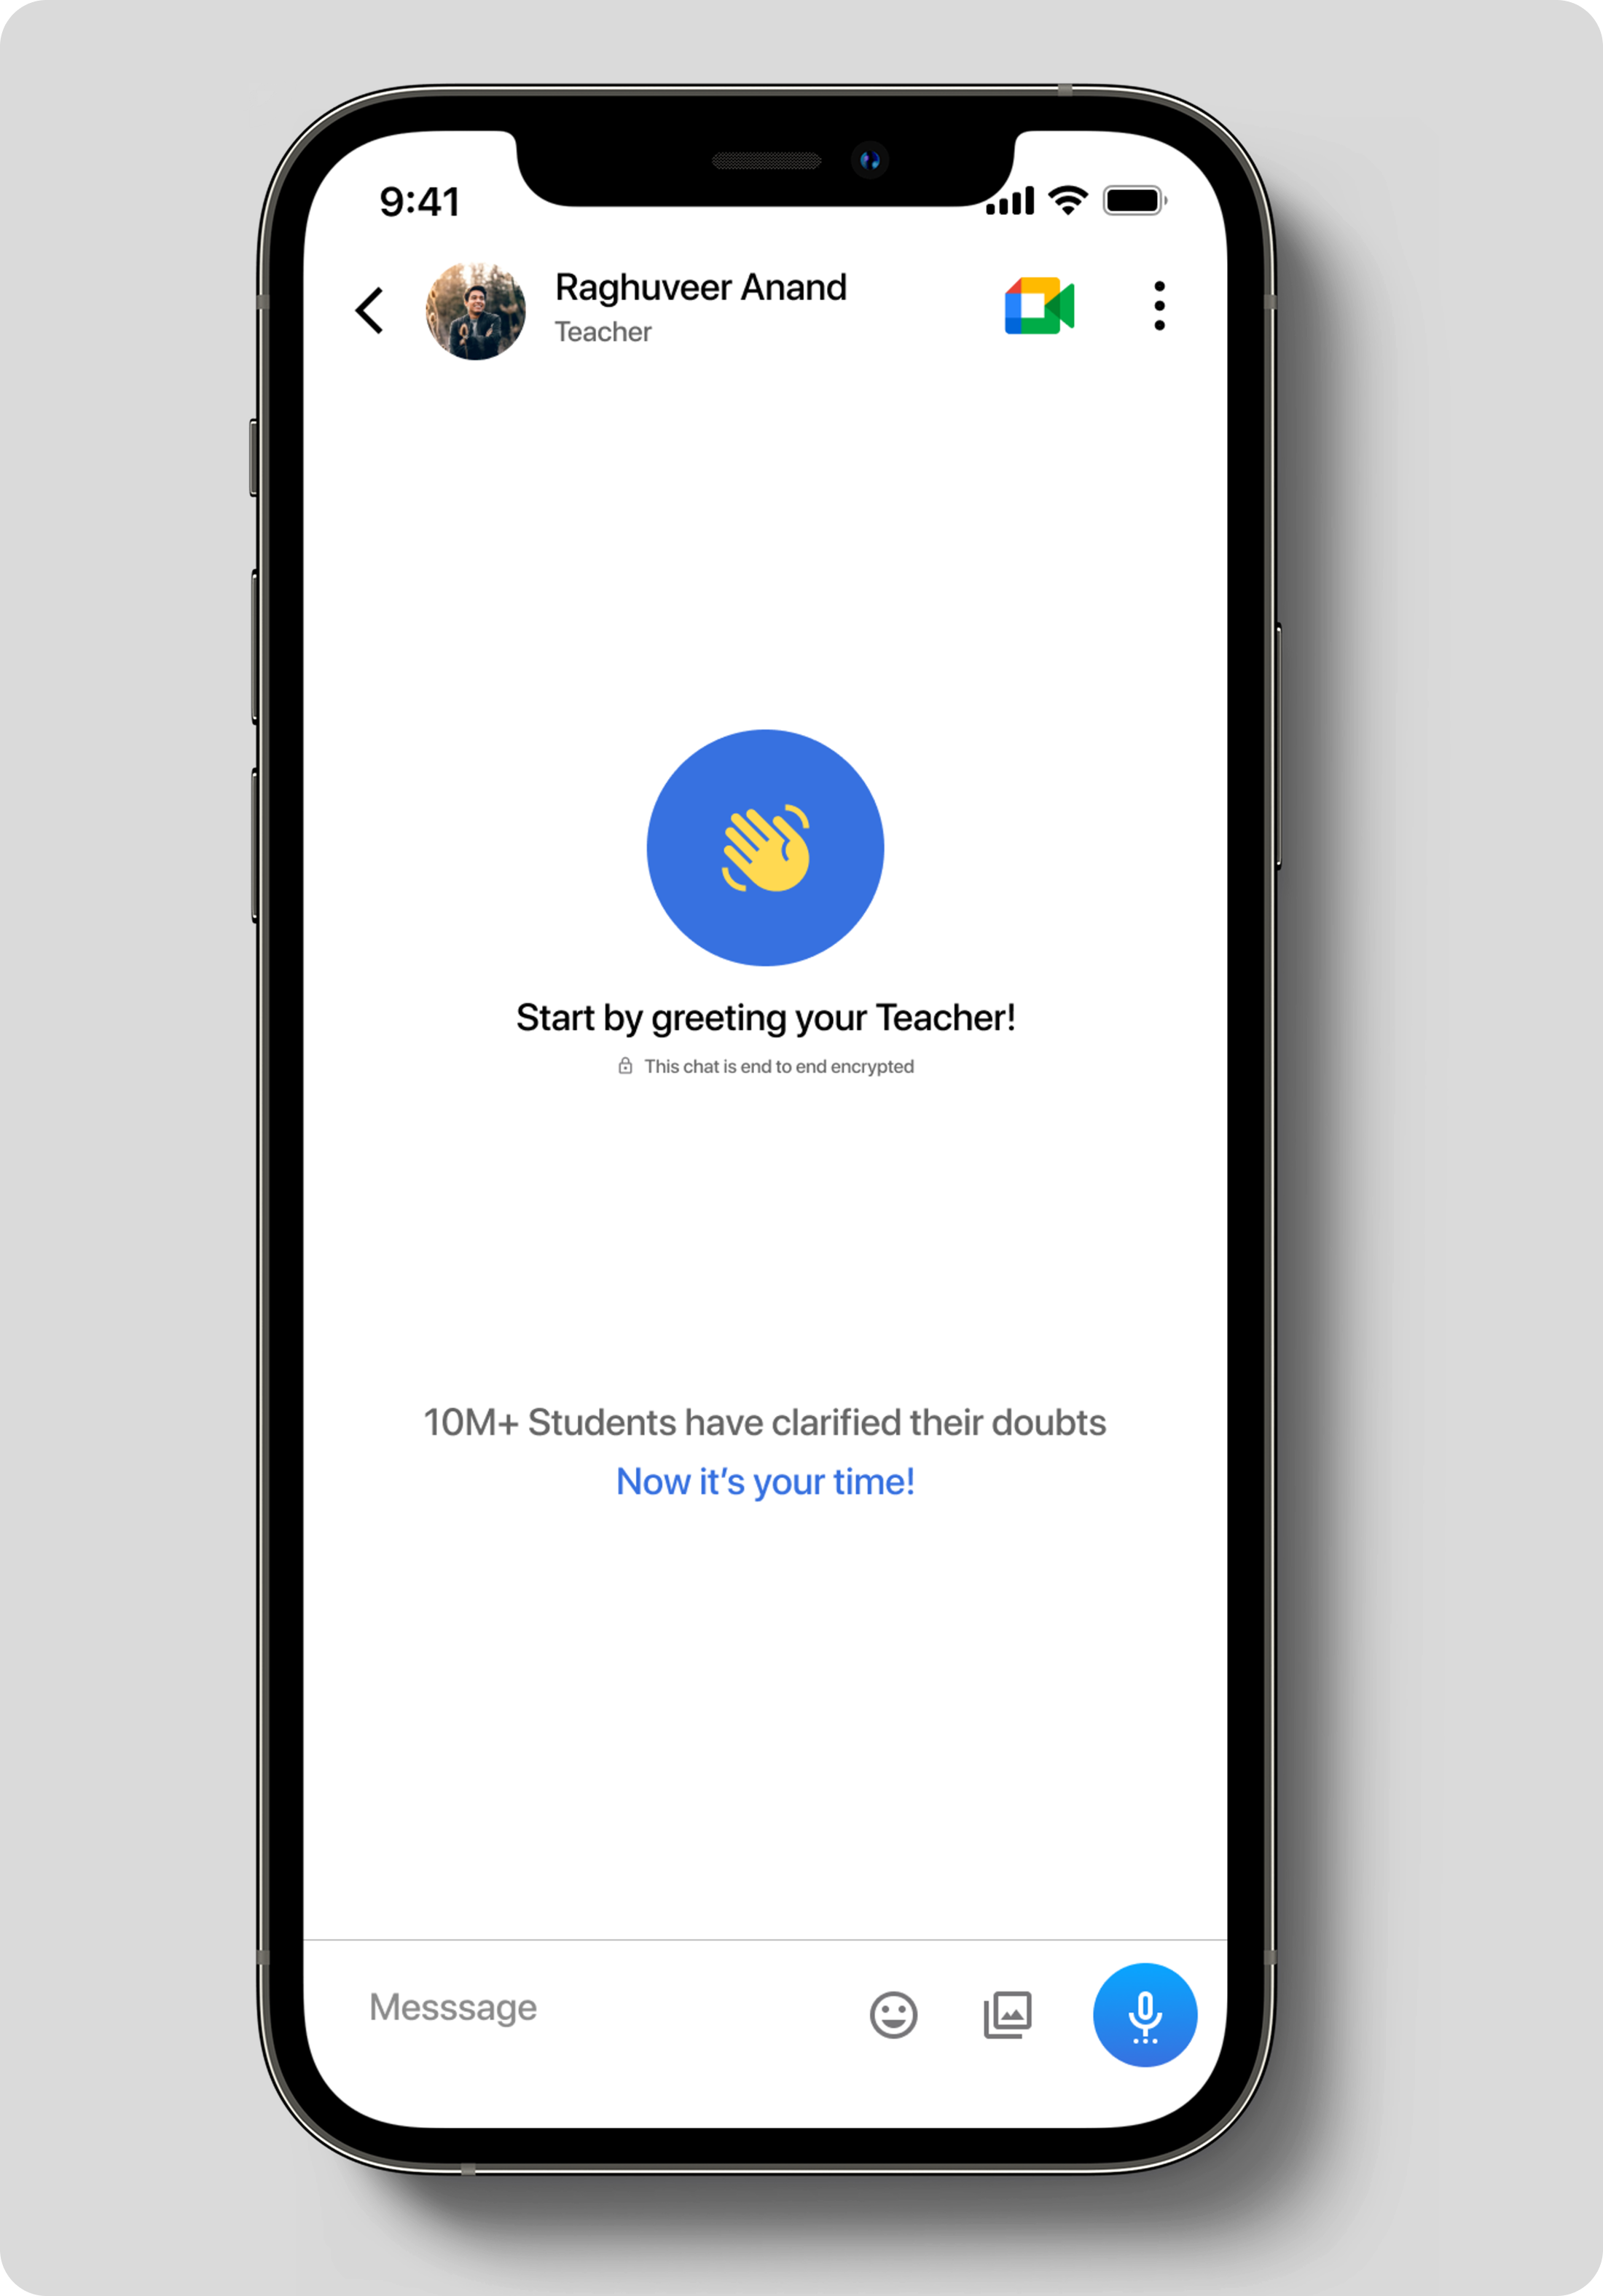 9:41
Raghuveer Anand
Teacher
Start by greeting your Teacher!
This chat is end to end encrypted
10M+ Students have clarified their doubts
Now it's your time!
Messsage